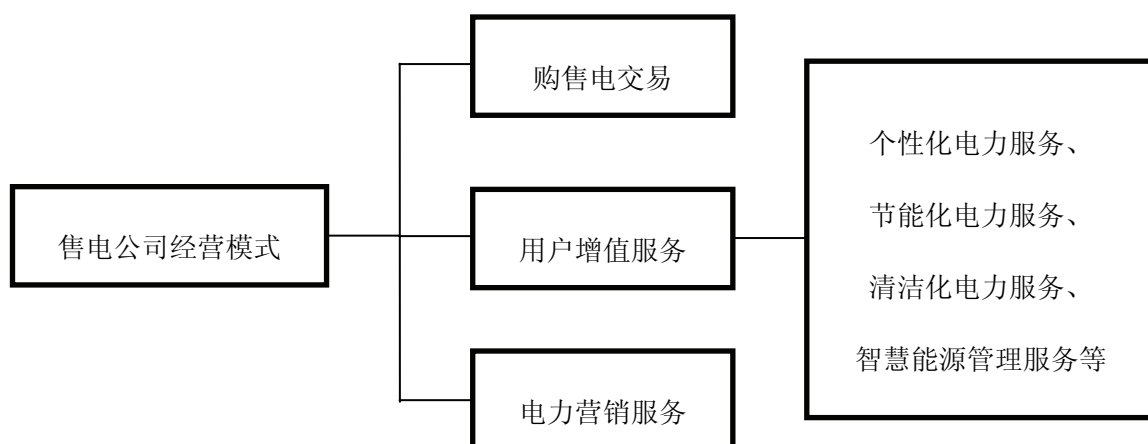 售电公司经营模式
购售电交易
用户增值服务
电力营销服务
个性化电力服务、
节能化电力服务、
清洁化电力服务、
智慧能源管理服务等